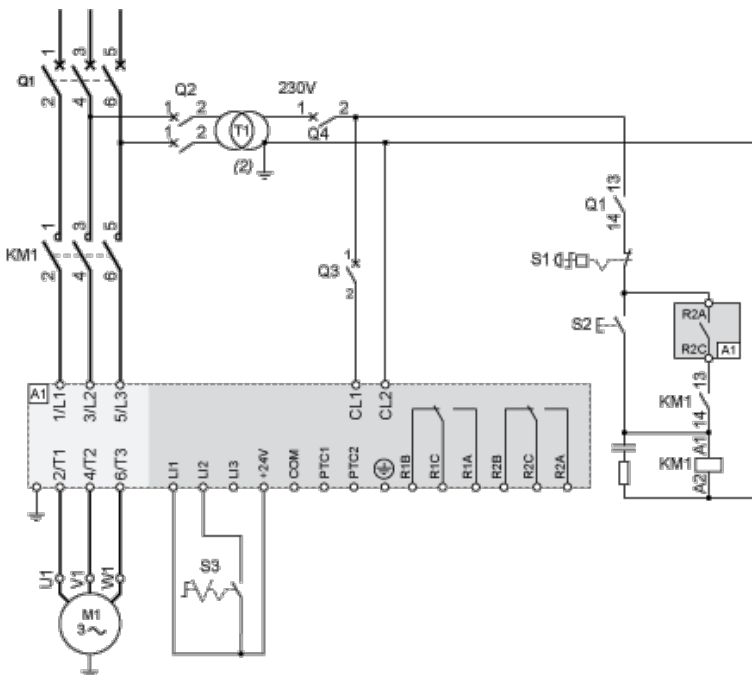 1 3 5
Q1
2 4 6
Q2
1 2
1 2
T1
(2)
230V
1 2
Q4
13
Q1
14
1 3 5
KM1
2 4 6
1
Q3
2
S1
S2
R2A
R2C A1
13
KM1
14
A1
KM1
A2
A1
1/L1 3/L2 5/L3 CL1 CL2
2/T1 4/T2 6/T3 LI1 LI2 LI3 +24V COM PTC1 PTC2 R1B R1C R1A R2B R2C R2A
S3
U1 V1 W1
M1
3~